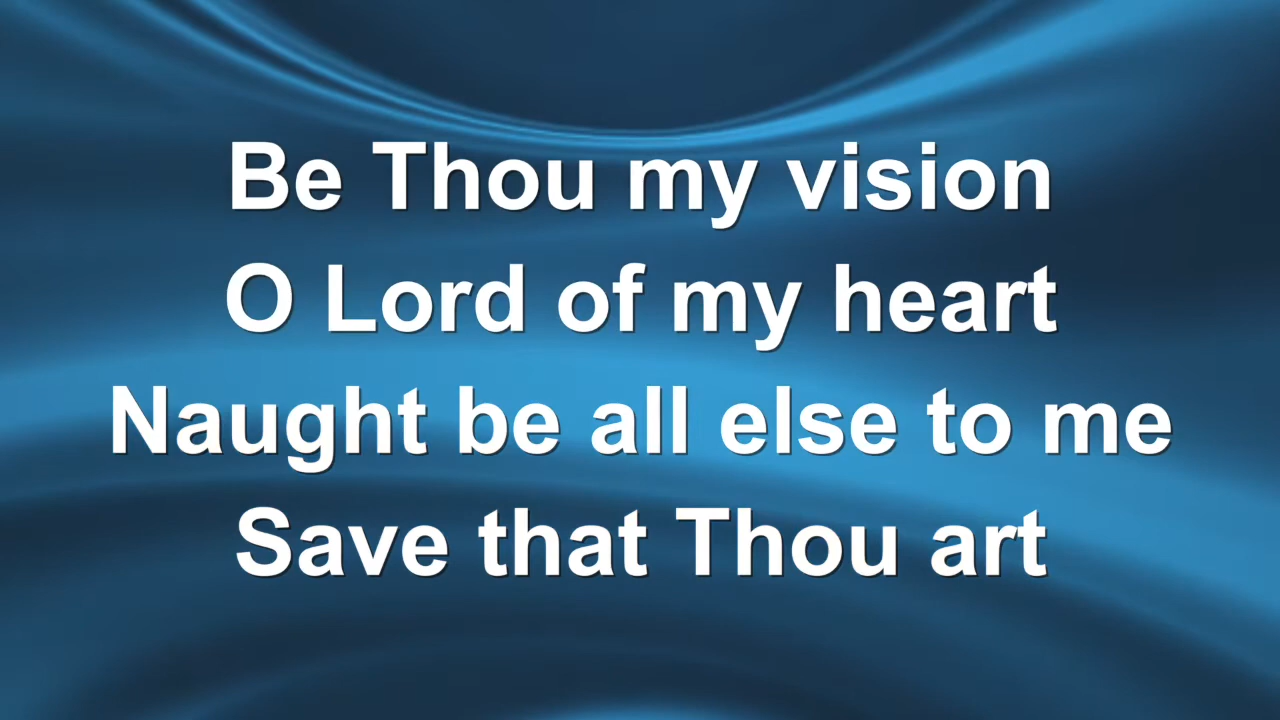 Be Thou my vision
O Lord of my heart
Naught be all else to me
Save that Thou art